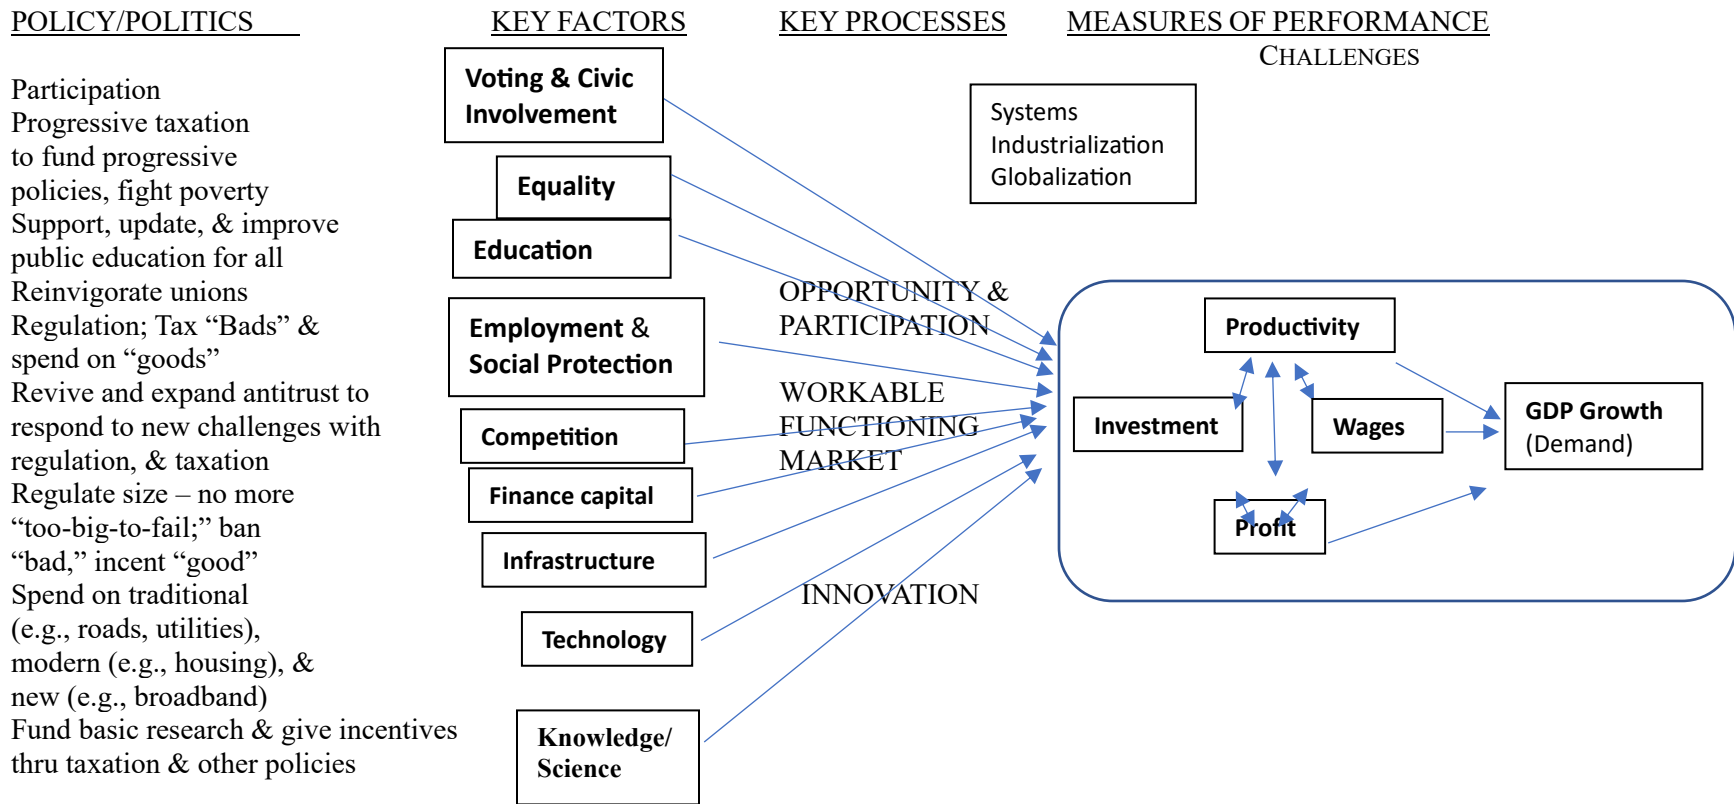 POLICY/POLITICS
KEY FACTORS
KEY PROCESSES
MEASURES OF PERFORMANCE
CHALLENGES
Participation
Progressive taxation
to fund progressive
policies, fight poverty
Support, update, & improve
public education for all
Reinvigorate unions
Regulation; Tax “Bads” &
spend on “goods”
Revive and expand antitrust to
respond to new challenges with
regulation, & taxation
Regulate size – no more
“too-big-to-fail;” ban
“bad,” incent “good”
Spend on traditional
(e.g., roads, utilities),
modern (e.g., housing), &
new (e.g., broadband)
Fund basic research & give incentives
thru taxation & other policies
Voting & Civic
Involvement
Equality
Education
Employment &
Social Protection
Competition
Finance capital
Infrastructure
Technology
Knowledge/
Science
OPPORTUNITY &
PARTICIPATION
WORKABLE
FUNCTIONING
MARKET
INNOVATION
Systems
Industrialization
Globalization
Productivity
Investment
Wages
Profit
GDP Growth
(Demand)